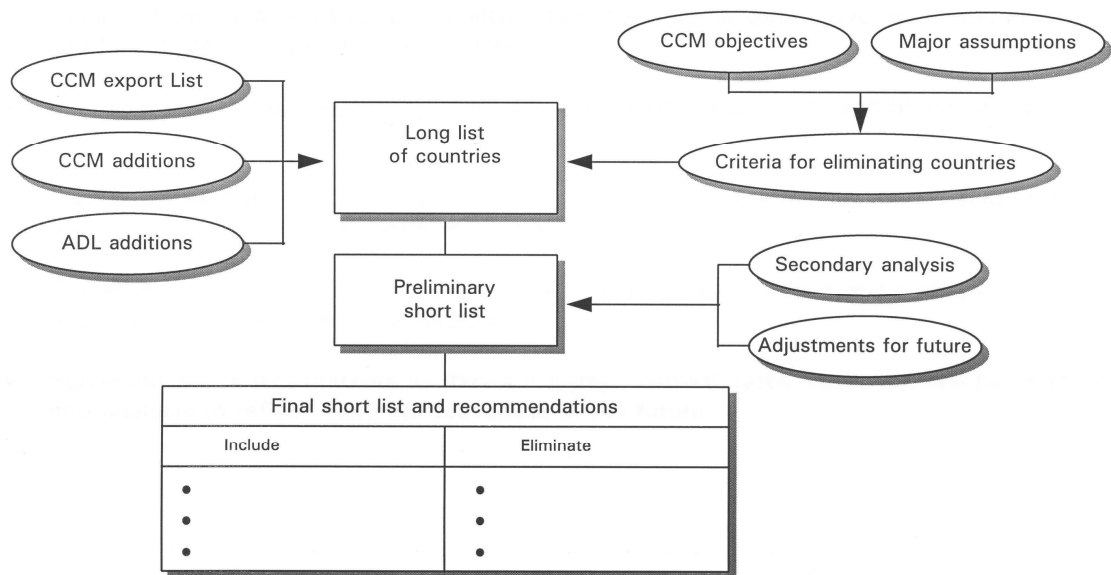 CCM objectives
Major assumptions
CCM export List
CCM additions
ADL additions
Long list
of countries
Criteria for eliminating countries
Preliminary
short list
Secondary analysis
Adjustments for future
Final short list and recommendations
Include
Eliminate